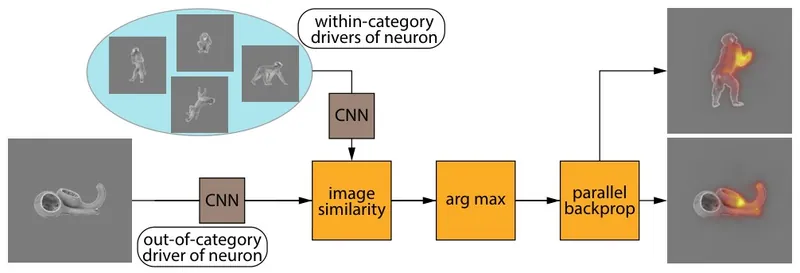 within-category
drivers of neuron
CNN
CNN
image
similarity
arg max
parallel
backprop
out-of-category
driver of neuron